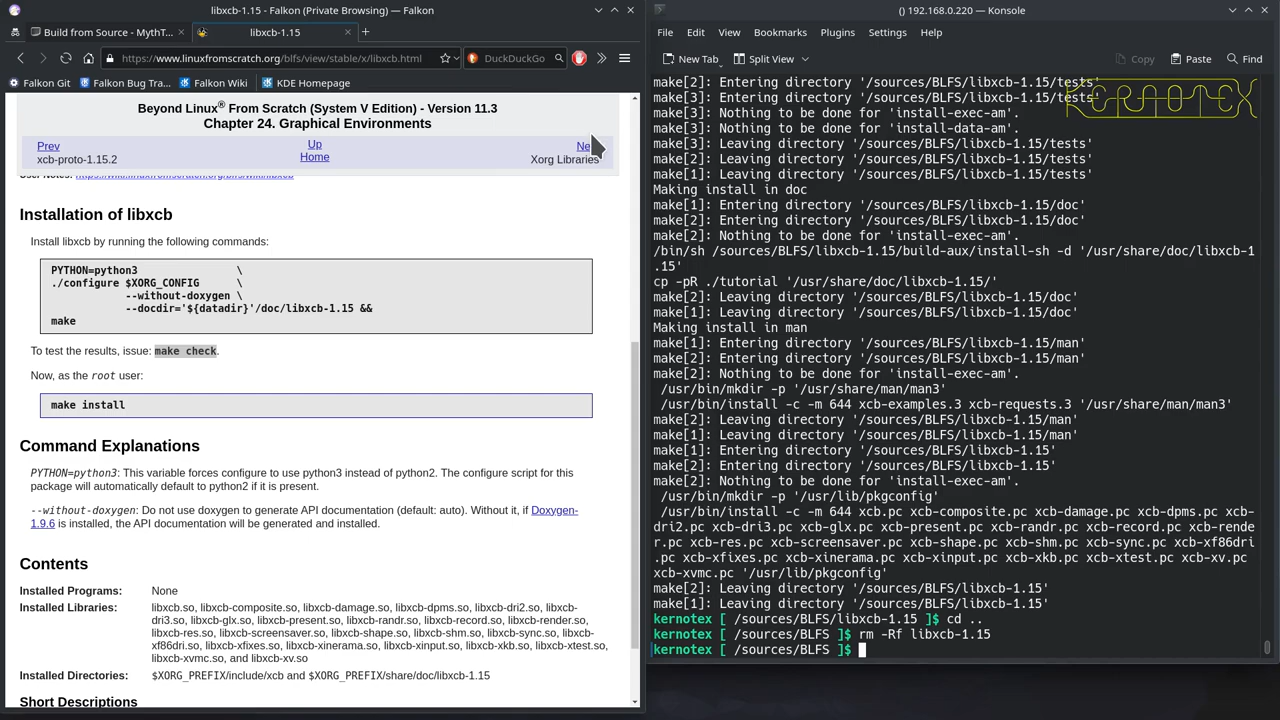 libxcb-1.15 - Falkon (Private Browsing) — Falkon
Build from Source - MythT...
libxcb-1.15
https://www.linuxfromscratch.org/blfs/view/stable/x/libxcb.html
DuckDuckGo
Falkon Git
Falkon Bug Tra...
Falkon Wiki
KDE Homepage
Beyond Linux® From Scratch (System V Edition) - Version 11.3
Chapter 24. Graphical Environments
Prev
Up
xcb-proto-1.15.2
Home
Xorg Libraries
User Notes: https://wiki.linuxfromscratch.org/blfs/wiki/libxcb
Installation of libxcb
Install libxcb by running the following commands:
PYTHON=python3 \
./configure $XORG_CONFIG \
--without-doxygen \
--docdir='${datadir}'/doc/libxcb-1.15 &&
make
To test the results, issue: make check.
Now, as the root user:
make install
Command Explanations
PYTHON=python3: This variable forces configure to use python3 instead of python2. The configure script for this
package will automatically default to python2 if it is present.
--without-doxygen: Do not use doxygen to generate API documentation (default: auto). Without it, if Doxygen-
1.9.6 is installed, the API documentation will be generated and installed.
Contents
Installed Programs: None
Installed Libraries: libxcb.so, libxcb-composite.so, libxcb-damage.so, libxcb-dpms.so, libxcb-dri2.so, libxcb-
dri3.so, libxcb-glx.so, libxcb-present.so, libxcb-randr.so, libxcb-record.so, libxcb-render.so,
libxcb-res.so, libxcb-screensaver.so, libxcb-shape.so, libxcb-shm.so, libxcb-sync.so, libxcb-
xf86dri.so, libxcb-xfixes.so, libxcb-xinerama.so, libxcb-xinput.so, libxcb-xkb.so, libxcb-xtest.so,
libxcb-xvmc.so, and libxcb-xv.so
Installed Directories: $XORG_PREFIX/include/xcb and $XORG_PREFIX/share/doc/libxcb-1.15
Short Descriptions
() 192.168.0.220 — Konsole
File Edit View Bookmarks Plugins Settings Help
New Tab Split View Copy Paste Find
KERNOTEX
make[2]: Entering directory '/sources/BLFS/libxcb-1.15/tests'
make[3]: Entering directory '/sources/BLFS/libxcb-1.15/tests'
make[3]: Nothing to be done for 'install-exec-am'.
make[3]: Nothing to be done for 'install-data-am'.
make[3]: Leaving directory '/sources/BLFS/libxcb-1.15/tests'
make[2]: Leaving directory '/sources/BLFS/libxcb-1.15/tests'
make[1]: Leaving directory '/sources/BLFS/libxcb-1.15/tests'
Making install in doc
make[1]: Entering directory '/sources/BLFS/libxcb-1.15/doc'
make[2]: Entering directory '/sources/BLFS/libxcb-1.15/doc'
make[2]: Nothing to be done for 'install-exec-am'.
/bin/sh /sources/BLFS/libxcb-1.15/build-aux/install-sh -d '/usr/share/doc/libxcb-1
.15'
cp -pR ./tutorial '/usr/share/doc/libxcb-1.15/'
make[2]: Leaving directory '/sources/BLFS/libxcb-1.15/doc'
make[1]: Leaving directory '/sources/BLFS/libxcb-1.15/doc'
Making install in man
make[1]: Entering directory '/sources/BLFS/libxcb-1.15/man'
make[2]: Entering directory '/sources/BLFS/libxcb-1.15/man'
make[2]: Nothing to be done for 'install-exec-am'.
/usr/bin/mkdir -p '/usr/share/man/man3'
/usr/bin/install -c -m 644 xcb-examples.3 xcb-requests.3 '/usr/share/man/man3'
make[2]: Leaving directory '/sources/BLFS/libxcb-1.15/man'
make[1]: Leaving directory '/sources/BLFS/libxcb-1.15/man'
make[1]: Entering directory '/sources/BLFS/libxcb-1.15'
make[2]: Entering directory '/sources/BLFS/libxcb-1.15'
make[2]: Nothing to be done for 'install-exec-am'.
/usr/bin/mkdir -p '/usr/lib/pkgconfig'
/usr/bin/install -c -m 644 xcb.pc xcb-composite.pc xcb-damage.pc xcb-dpms.pc xcb-
dri2.pc xcb-dri3.pc xcb-glx.pc xcb-present.pc xcb-randr.pc xcb-record.pc xcb-rende
r.pc xcb-res.pc xcb-screensaver.pc xcb-shape.pc xcb-shm.pc xcb-sync.pc xcb-xf86dri
.pc xcb-xfixes.pc xcb-xinerama.pc xcb-xinput.pc xcb-xkb.pc xcb-xtest.pc xcb-xv.pc
xcb-xvmc.pc '/usr/lib/pkgconfig'
make[2]: Leaving directory '/sources/BLFS/libxcb-1.15'
make[1]: Leaving directory '/sources/BLFS/libxcb-1.15'
kernotex [ /sources/BLFS/libxcb-1.15 ]$ cd ..
kernotex [ /sources/BLFS ]$ rm -Rf libxcb-1.15
kernotex [ /sources/BLFS ]$